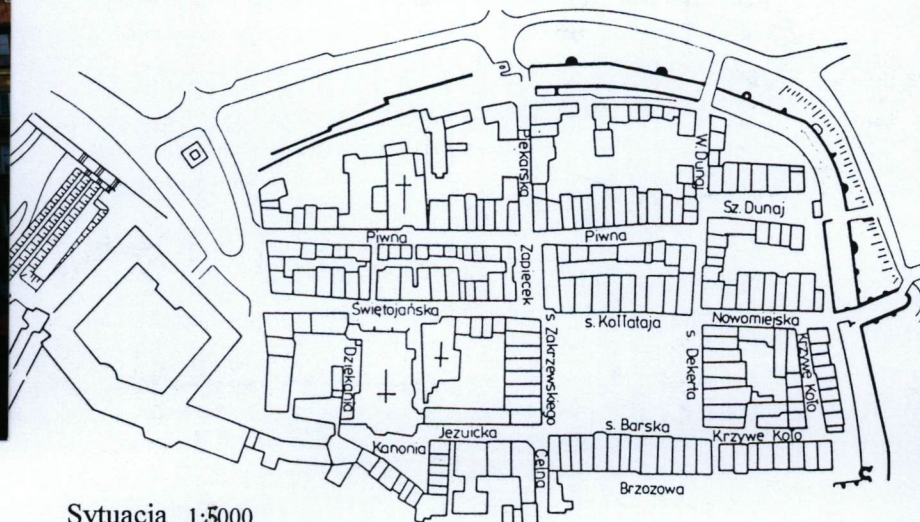 Piekarska
W. Dunaj
Sz. Dunaj
Piwna
Piwna
Zapiecek
Świętojańska
s. Kołłątaja
Nowomiejska
Dziekania
s. Zakrzewskiego
s. Dekerta
Krzywe Koło
Jezuicka
s. Barska
Krzywe Koło
Kanonia
Celna
Brzozowa
Sytuacja 1:5000